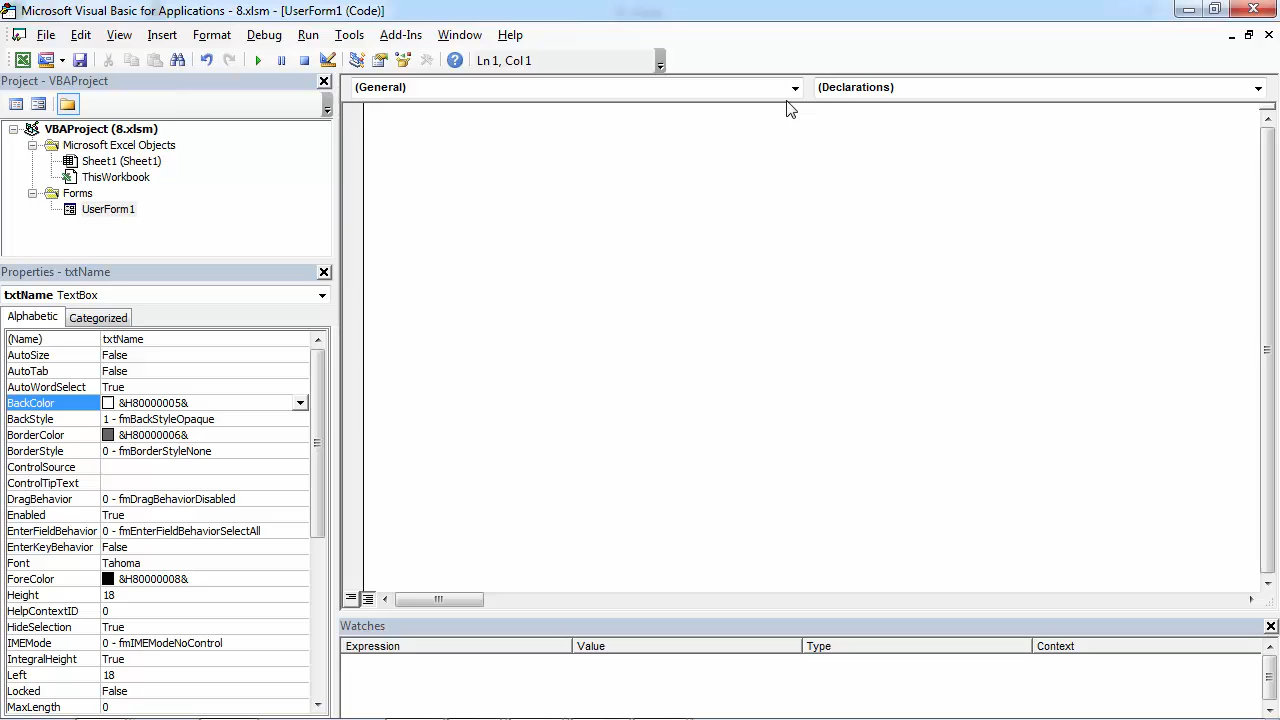 Microsoft Visual Basic for Applications - 8.xlsm - [UserForm1 (Code)]
File Edit View Insert Format Debug Run Tools Add-Ins Window Help
Ln 1, Col 1
Project - VBAProject
(General) (Declarations)
VBAProject (8.xlsm)
Microsoft Excel Objects
Sheet1 (Sheet1)
ThisWorkbook
Forms
UserForm1
Properties - txtName
txtName TextBox
Alphabetic Categorized
(Name) txtName
AutoSize False
AutoTab False
AutoWordSelect True
BackColor &H80000005&
BackStyle 1 - fmBackStyleOpaque
BorderColor &H80000006&
BorderStyle 0 - fmBorderStyleNone
ControlSource
ControlTipText
DragBehavior 0 - fmDragBehaviorDisabled
Enabled True
EnterFieldBehavior 0 - fmEnterFieldBehaviorSelectAll
EnterKeyBehavior False
Font Tahoma
ForeColor &H80000008&
Height 18
HelpContextID 0
HideSelection True
IMEMode 0 - fmIMEModeNoControl
IntegralHeight True
Left 18
Locked False
MaxLength 0
Watches
Expression Value Type Context